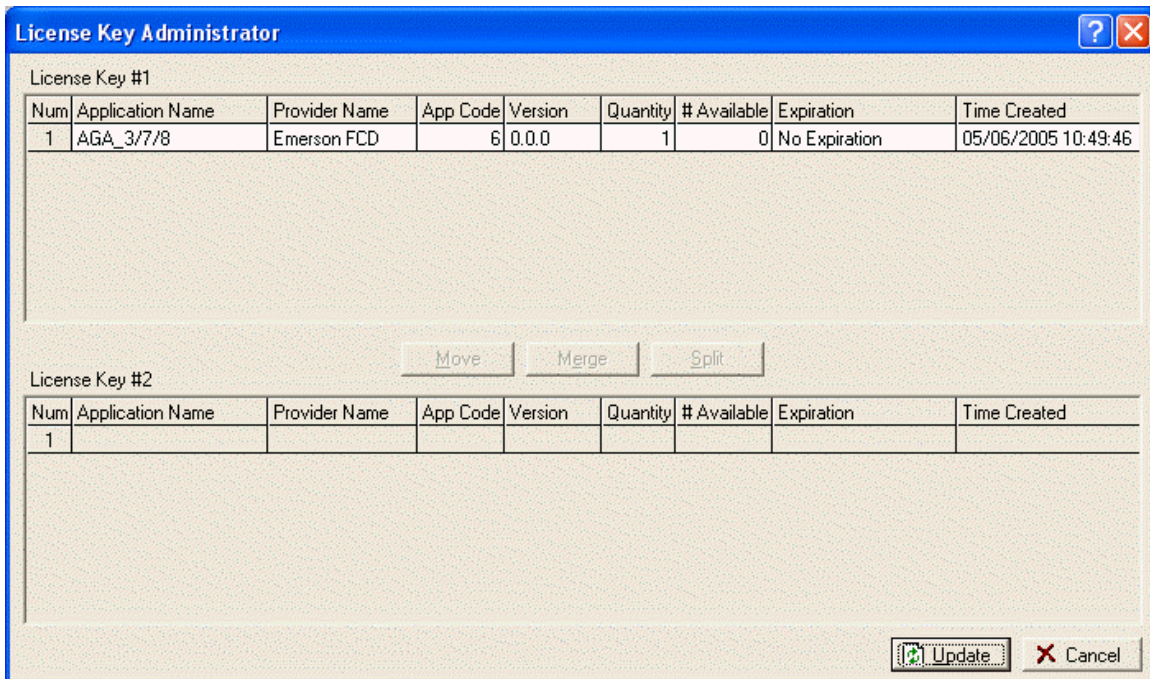 License Key Administrator
License Key #1
Num Application Name Provider Name App Code Version Quantity # Available Expiration Time Created
1 AGA_3/7/8 Emerson FCD 6 0.0.0 1 0 No Expiration 05/06/2005 10:49:46
Move Merge Split
License Key #2
Num Application Name Provider Name App Code Version Quantity # Available Expiration Time Created
1
Update Cancel